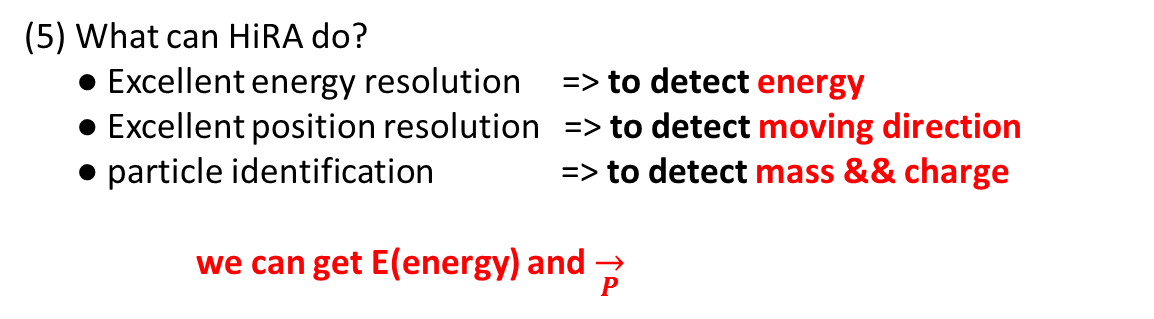 (5) What can HiRA do?
● Excellent energy resolution => to detect energy
● Excellent position resolution => to detect moving direction
● particle identification => to detect mass && charge
we can get E(energy) and →
P